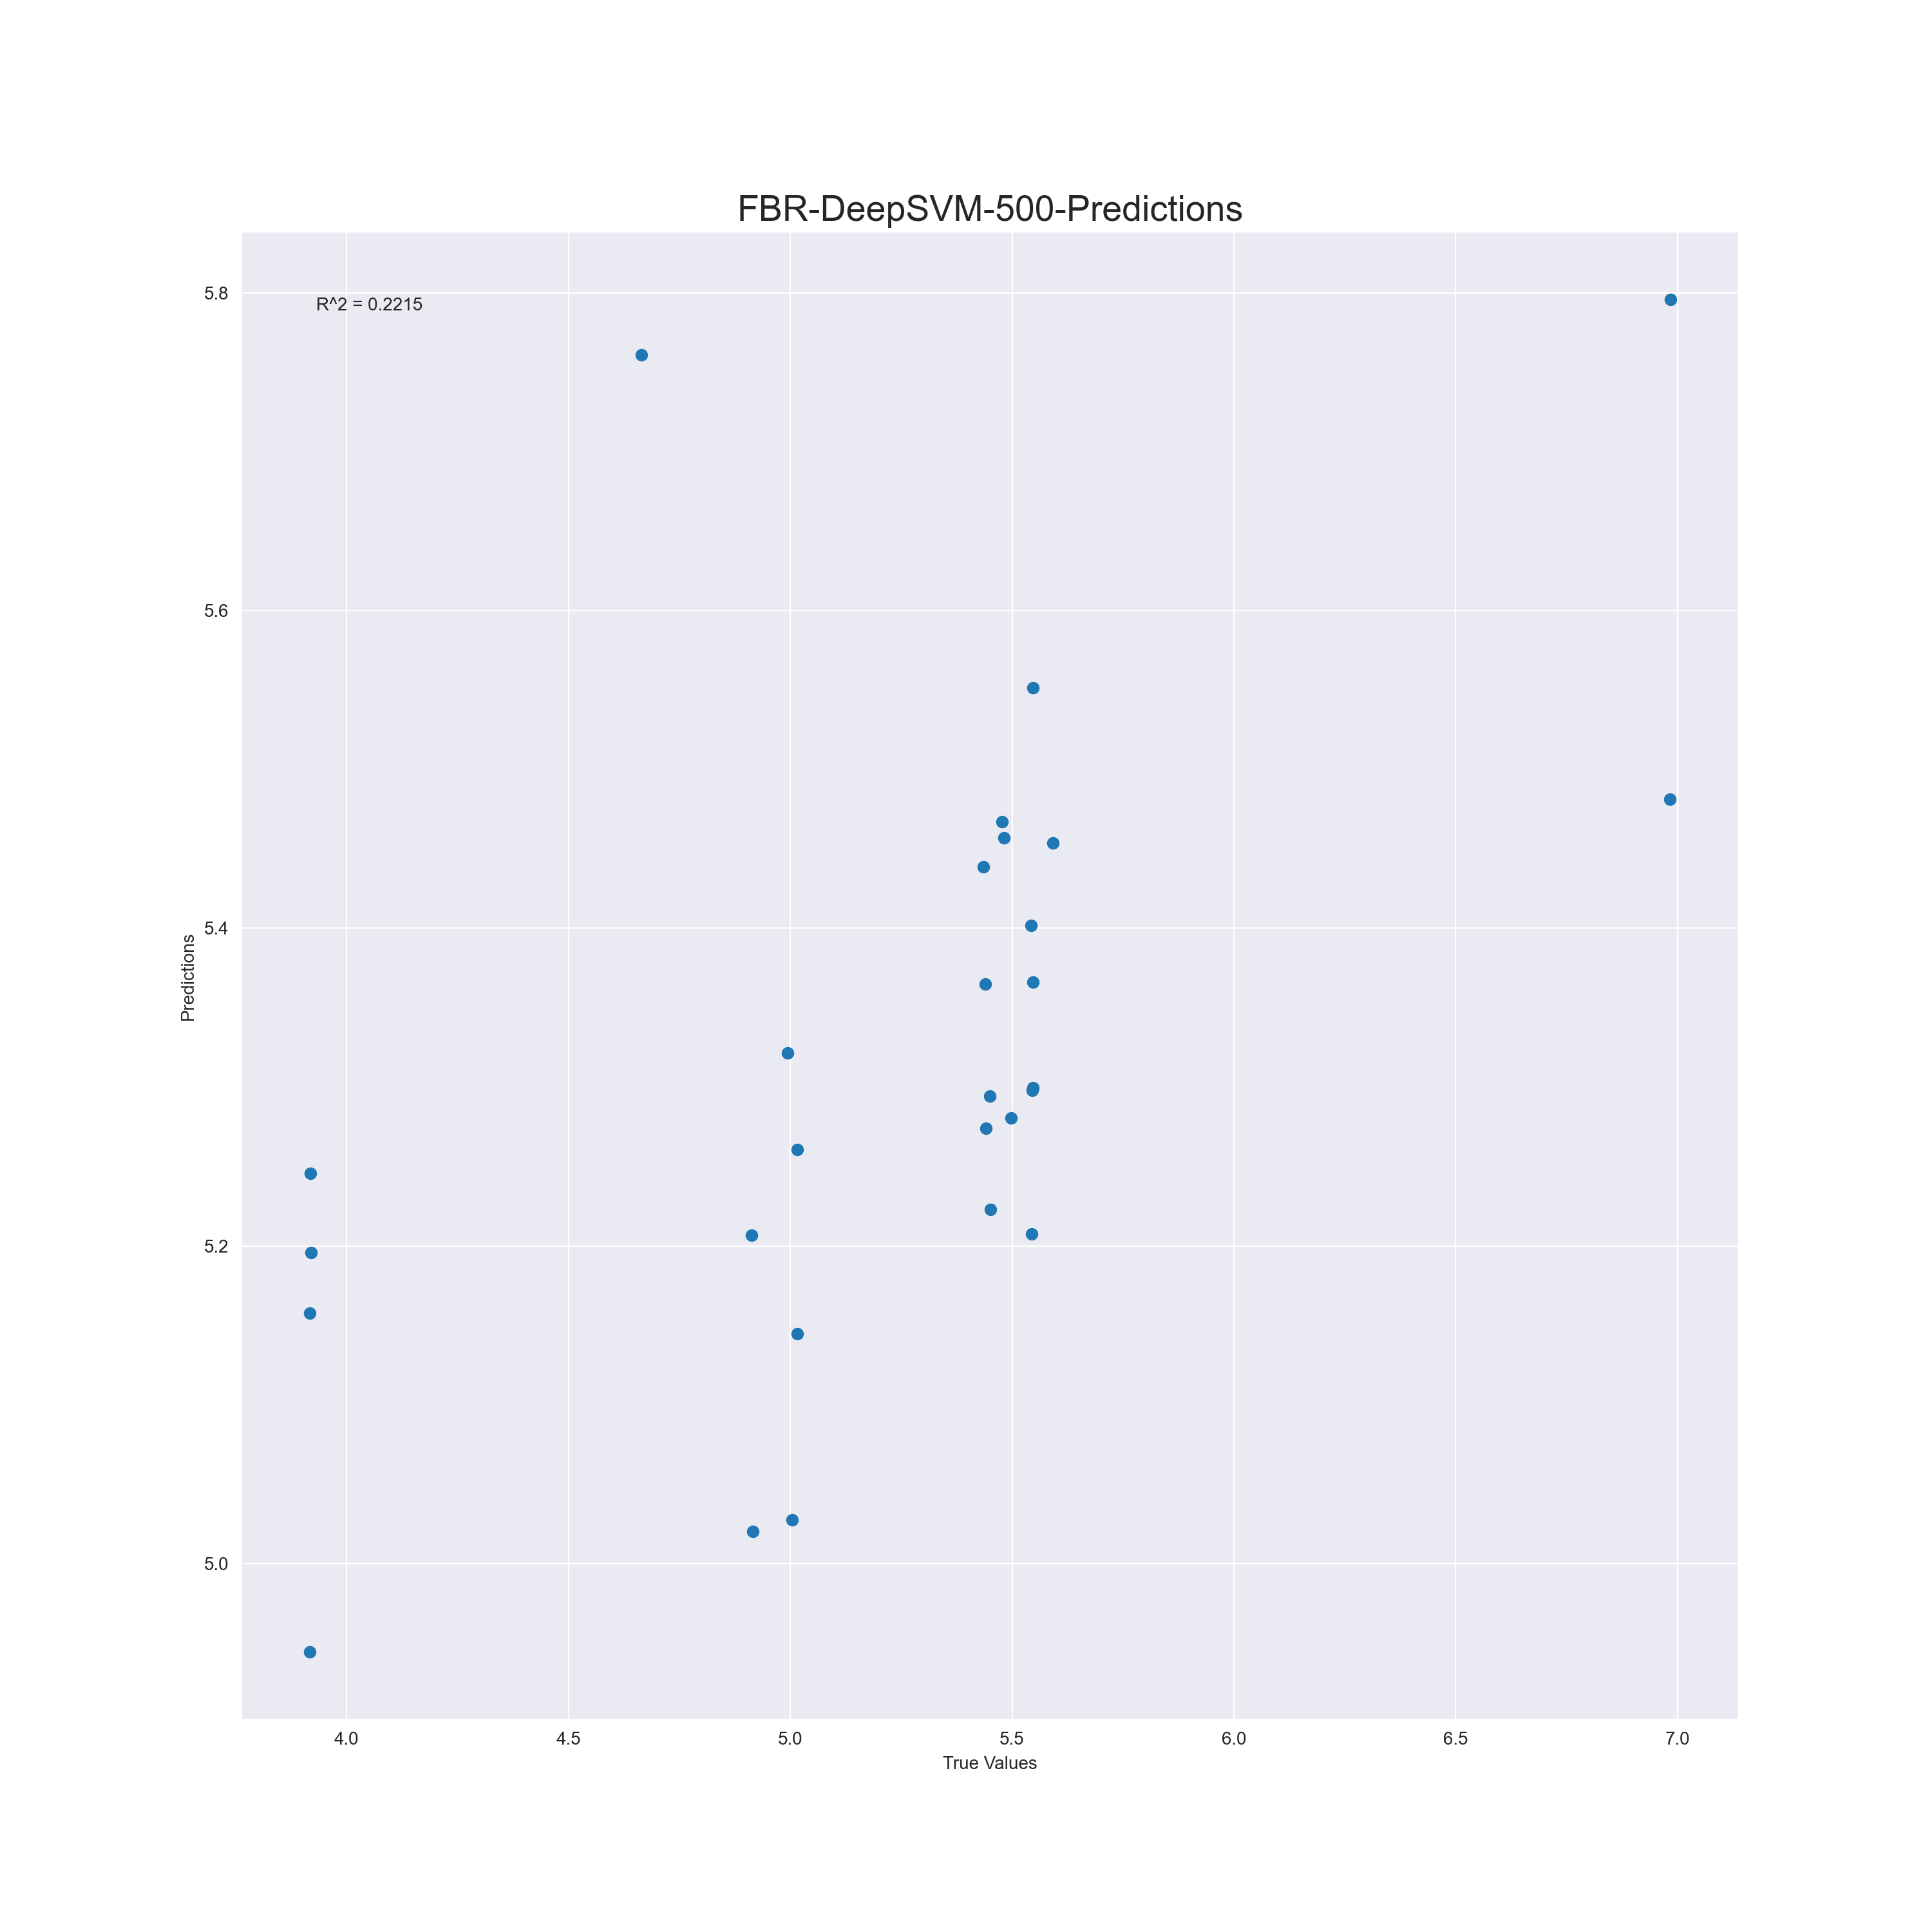 FBR-DeepSVM-500-Predictions
R^2 = 0.2215
5.8
5.6
5.4
5.2
5.0
Predictions
4.0 4.5 5.0 5.5 6.0 6.5 7.0
True Values